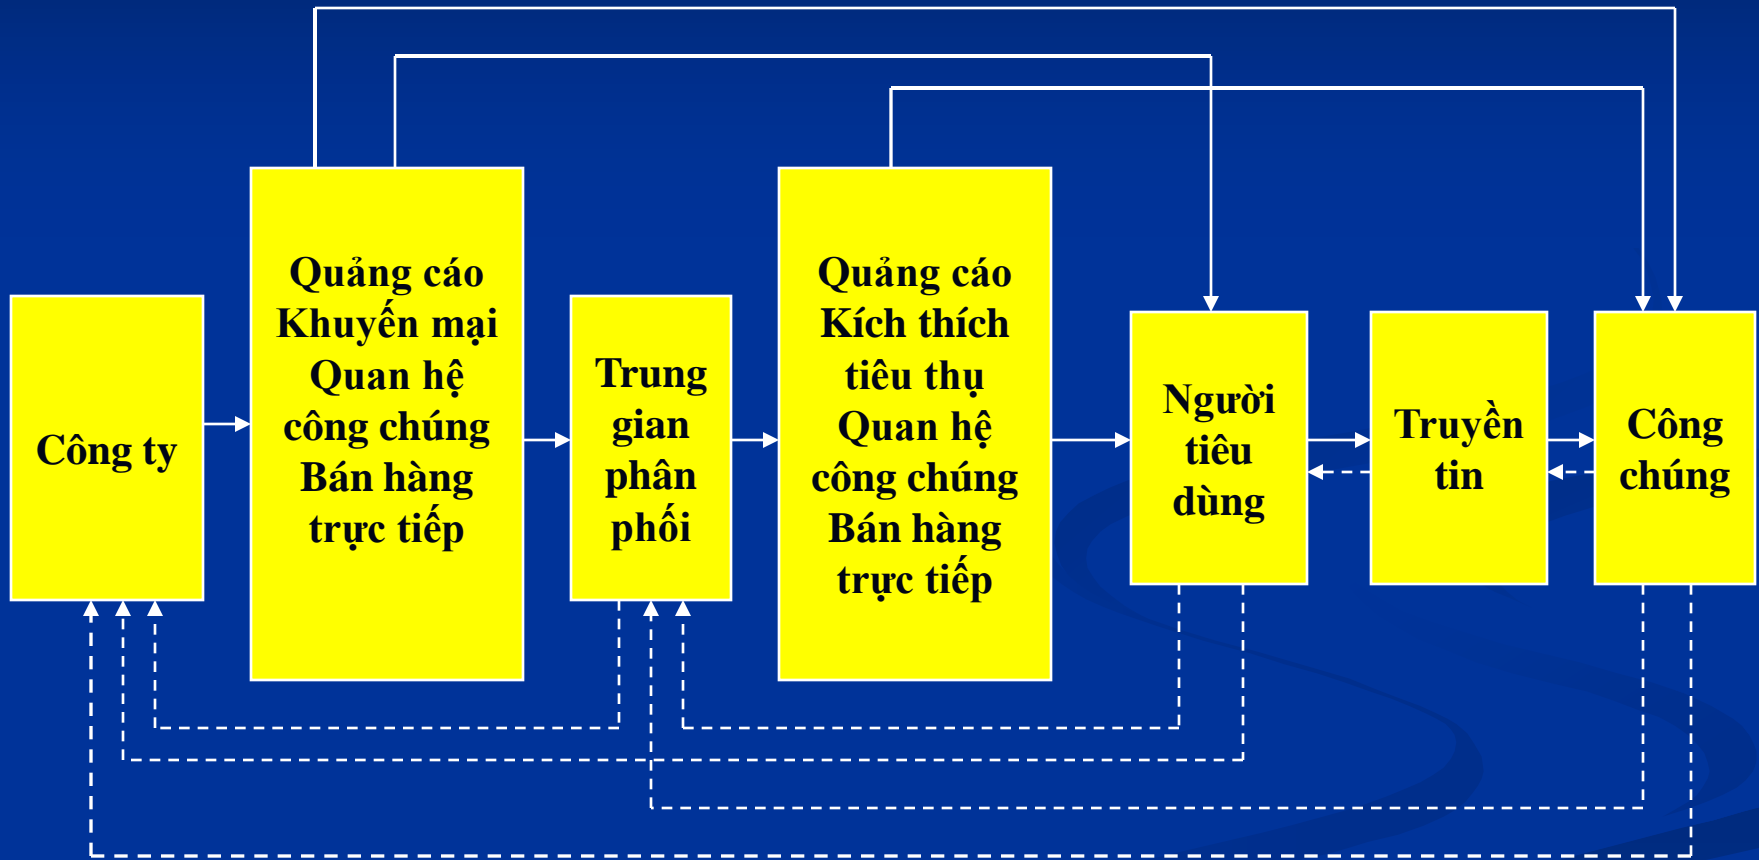 Công ty
Quảng cáo
Khuyến mại
Quan hệ
công chúng
Bán hàng
trực tiếp
Trung
gian
phân
phối
Quảng cáo
Kích thích
tiêu thụ
Quan hệ
công chúng
Bán hàng
trực tiếp
Người
tiêu
dùng
Truyền
tin
Công
chúng